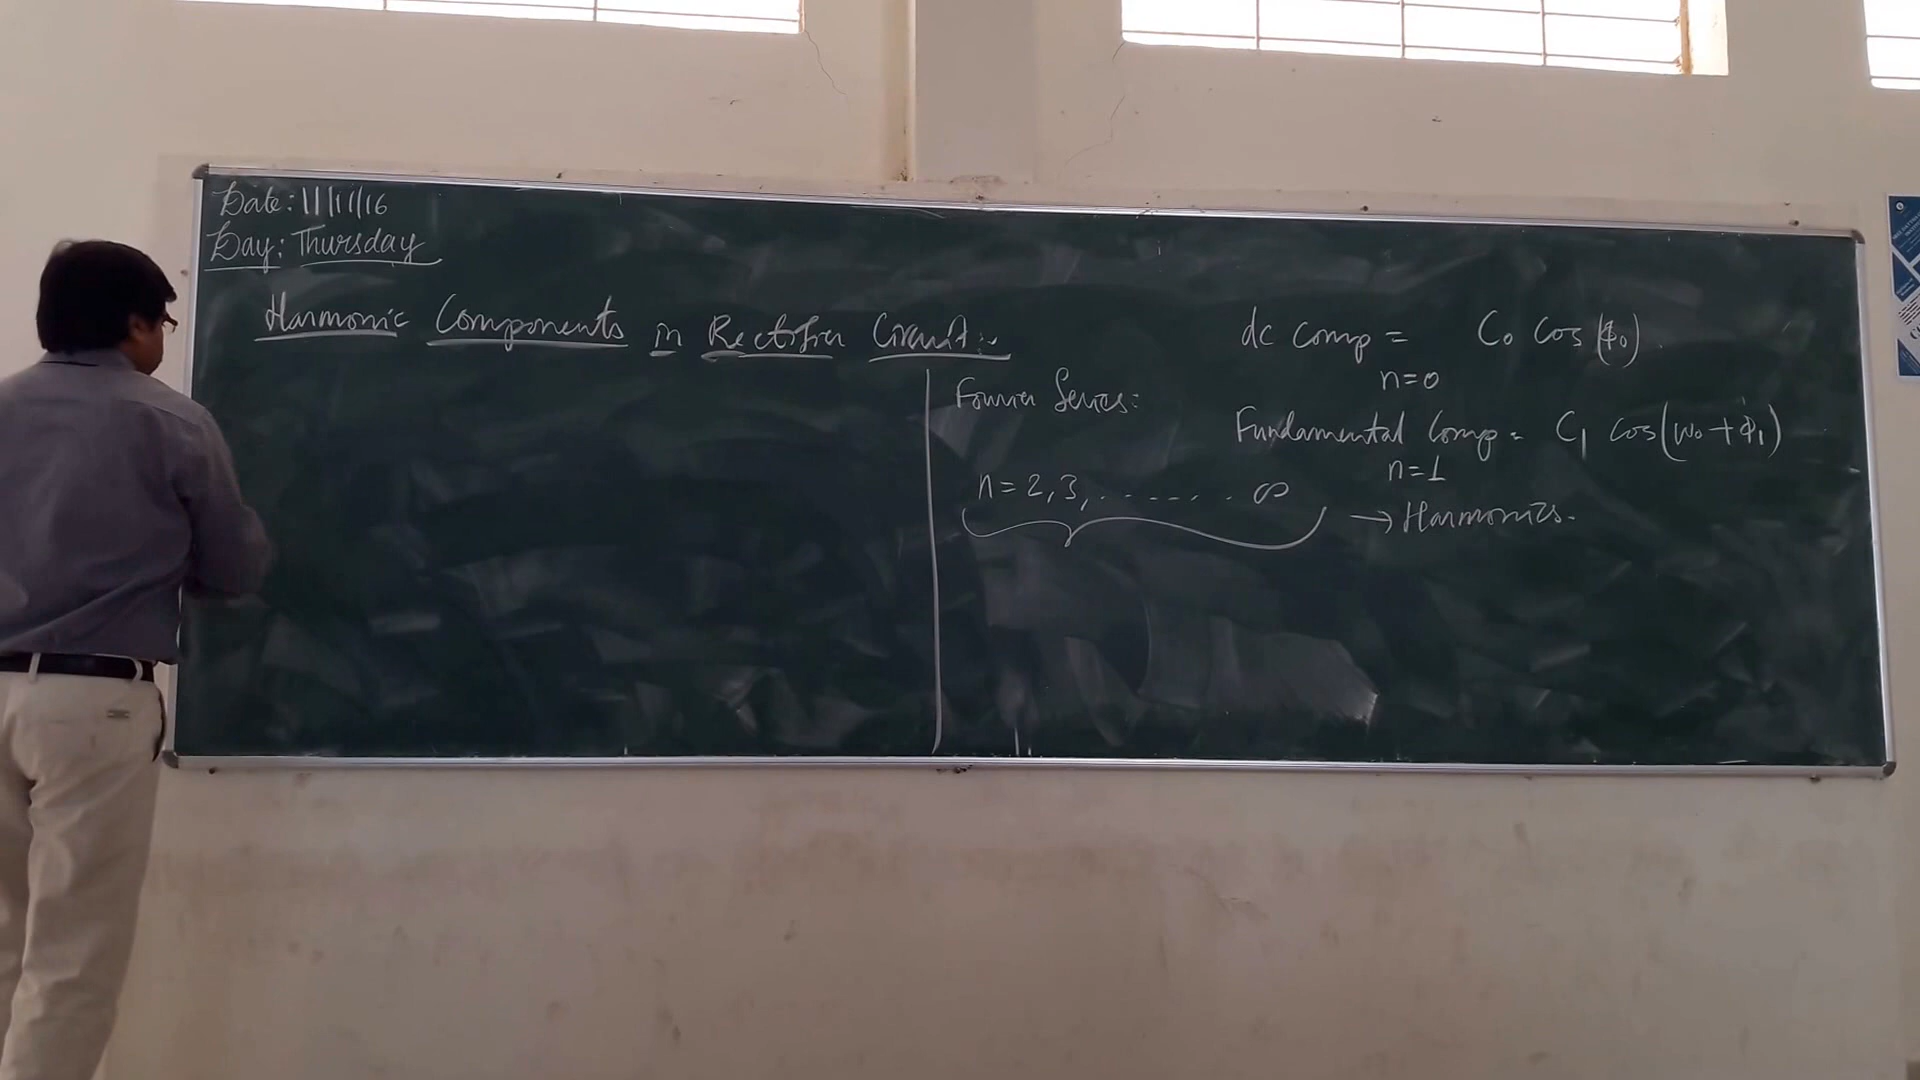 Date: 11/11/16
Day: Thursday
Harmonic Components in Rectifier Circuit:-
Fourier Series:
n=2,3,....... ∞
dc comp = C₀ cos(ϕ₀).
n=0
Fundamental Comp = C₁ cos(w₀+ϕ₁)
n=1
→ Harmonics.